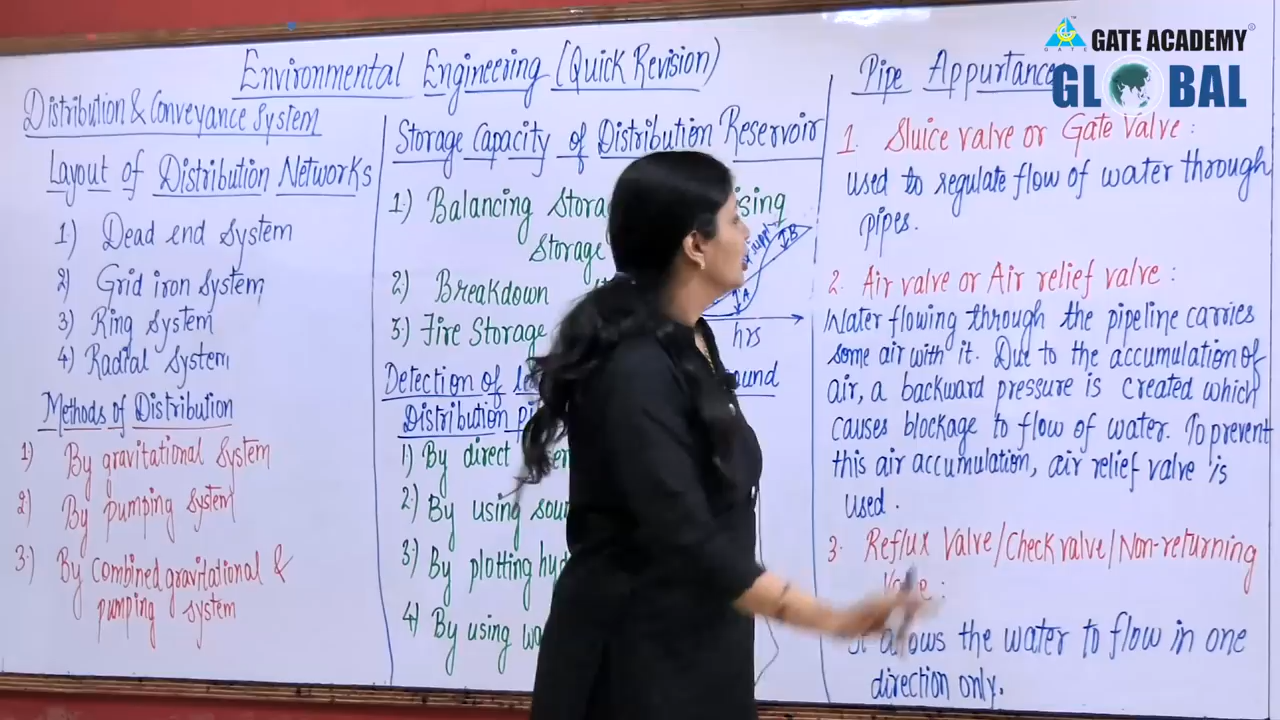 GATE ACADEMY
GLOBAL
Environmental Engineering (Quick Revision)
Distribution & Conveyance System
Layout of Distribution Networks
1) Dead end System
2) Grid iron System
3) Ring System
4) Radial System
Methods of Distribution
1) By gravitational System
2) By pumping System
3.) By combined gravitational &
pumping system
Storage Capacity of Distribution Reservoir
1.) Balancing
Storage
2.) Breakdown
3.) Fire Storage
hrs
Detection of
Distribution
1) By direct
2.) By using
3.) By plotting
4.) By using
Pipe
1. Sluice valve or Gate Valve :
used to regulate flow of water through
pipes.
2. Air valve or Air relief valve :
Water flowing through the pipeline carries
some air with it. Due to the accumulation of
air, a backward pressure is created which
causes blockage to flow of water. To prevent
this air accumulation, air relief valve is
used.
3. Reflux Valve/Check valve/Non-returning
:
the water to flow in one
direction only.